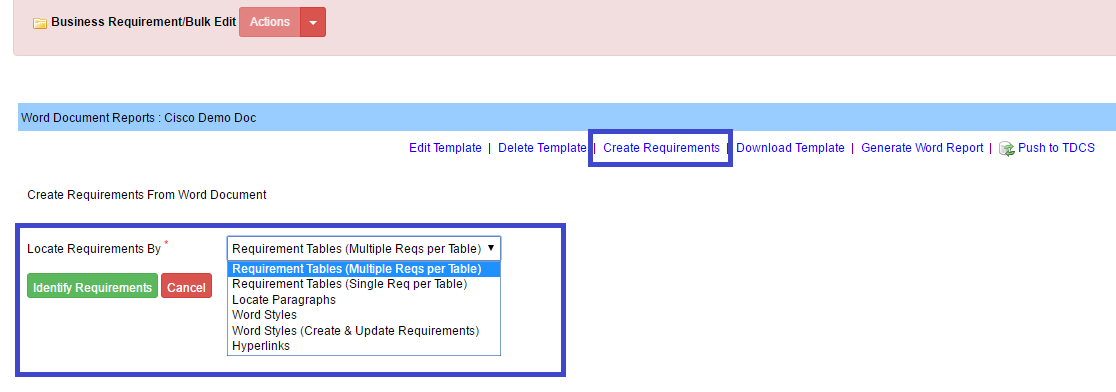 Business Requirement/Bulk Edit Actions
Word Document Reports : Cisco Demo Doc
Edit Template | Delete Template | Create Requirements | Download Template | Generate Word Report | Push to TDCS
Create Requirements From Word Document
Locate Requirements By * Requirement Tables (Multiple Reqs per Table)
Identify Requirements Cancel
Requirement Tables (Multiple Reqs per Table)
Requirement Tables (Single Req per Table)
Locate Paragraphs
Word Styles
Word Styles (Create & Update Requirements)
Hyperlinks